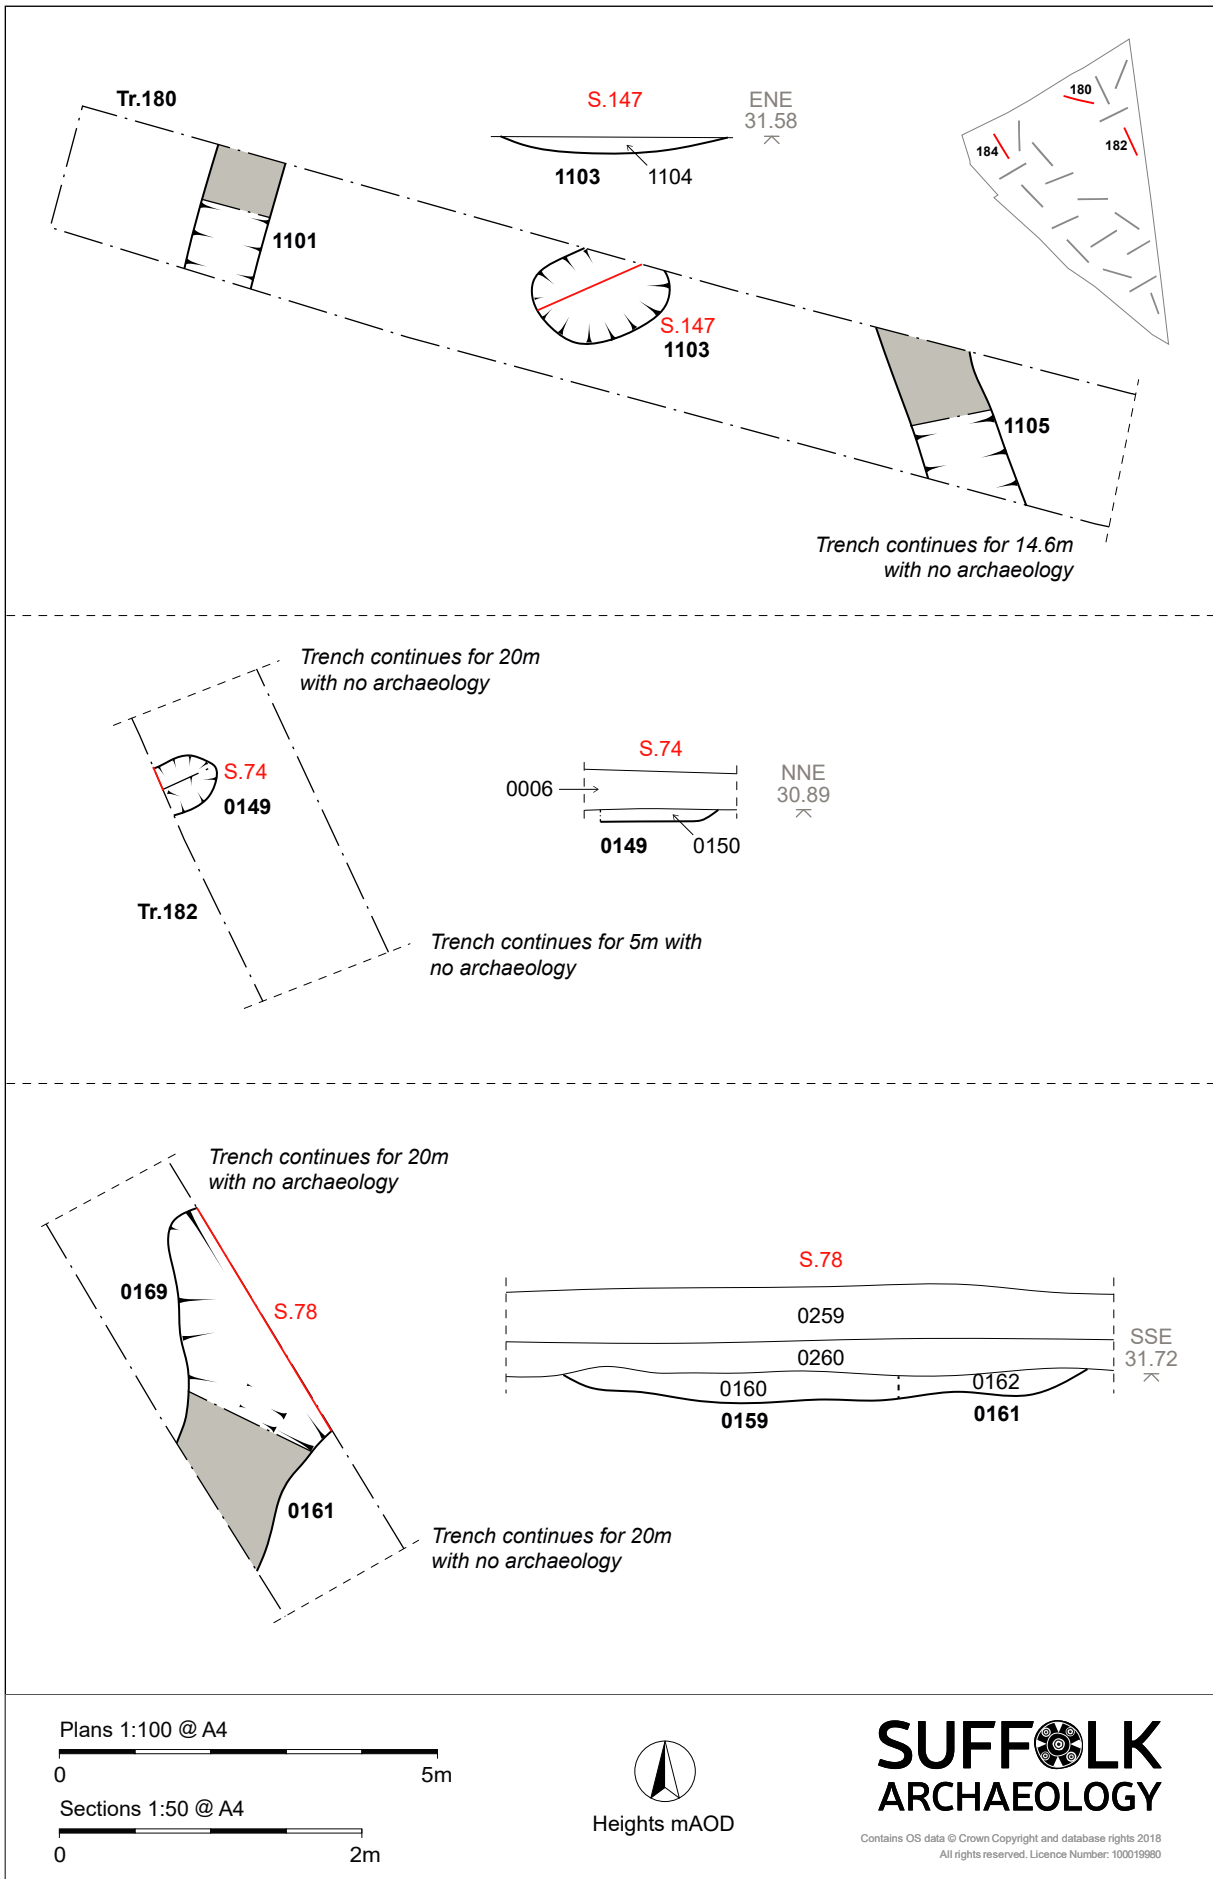 Tr.180
S.147
ENE
31.58
1103
1104
180
184
182
1101
S.147
1103
1105
Trench continues for 14.6m
with no archaeology
Trench continues for 20m
with no archaeology
S.74
0149
Tr.182
Trench continues for 5m with
no archaeology
S.74
0006
NNE
30.89
0149
0150
Trench continues for 20m
with no archaeology
0169
S.78
0161
Trench continues for 20m
with no archaeology
S.78
0259
0260
SSE
31.72
0160
0162
0159
0161
Plans 1:100 @ A4
0
5m
Sections 1:50 @ A4
0
2m
Heights mAOD
SUFFOLK
ARCHAEOLOGY
Contains OS data © Crown Copyright and database rights 2018
All rights reserved. Licence Number: 100019980